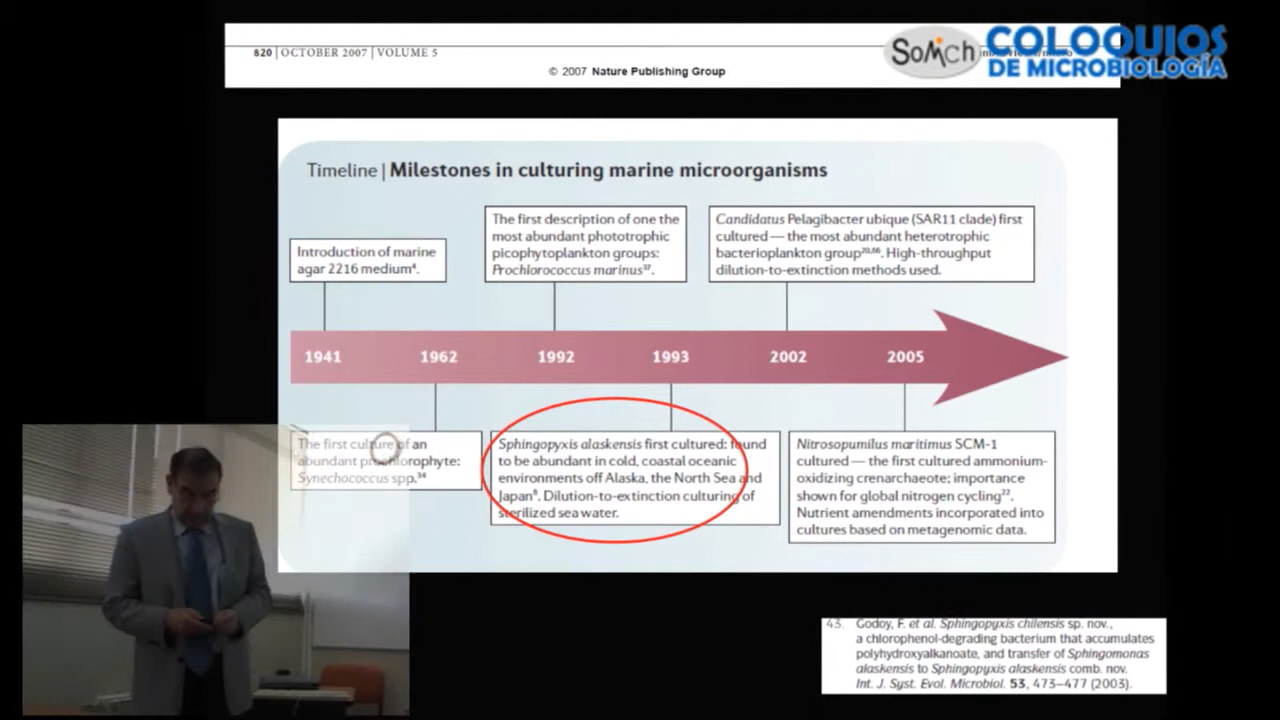 820 | OCTOBER 2007 | VOLUME 5
© 2007 Nature Publishing Group
SoMich
COLOQUIOS
DE MICROBIOLOGÍA
Timeline | Milestones in culturing marine microorganisms
Introduction of marine
agar 2216 medium⁴.
The first description of one the
most abundant phototrophic
picophytoplankton groups:
Prochlorococcus marinus³⁷.
Candidatus Pelagibacter ubique (SAR11 clade) first
cultured — the most abundant heterotrophic
bacterioplankton group²⁰,⁶⁶. High-throughput
dilution-to-extinction methods used.
1941 1962 1992 1993 2002 2005
The first culture of an
abundant prochlorophyte:
Synechococcus spp.³⁴
Sphingopyxis alaskensis first cultured: found
to be abundant in cold, coastal oceanic
environments off Alaska, the North Sea and
Japan⁸. Dilution-to-extinction culturing of
sterilized sea water.
Nitrosopumilus maritimus SCM-1
cultured — the first cultured ammonium-
oxidizing crenarchaeote; importance
shown for global nitrogen cycling²².
Nutrient amendments incorporated into
cultures based on metagenomic data.
43. Godoy, F. et al. Sphingopyxis chilensis sp. nov.,
a chlorophenol-degrading bacterium that accumulates
polyhydroxyalkanoate, and transfer of Sphingomonas
alaskensis to Sphingopyxis alaskensis comb. nov.
Int. J. Syst. Evol. Microbiol. 53, 473–477 (2003).